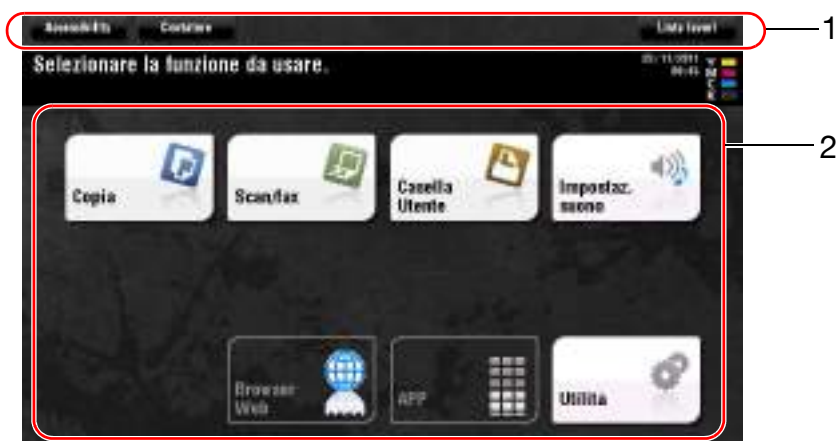 Accessibilità Contatore Lista lavori 1
Selezionare la funzione da usare.
Y
M
C
K
2
Copia
Scan/fax
Casella
Utente
Impostaz.
suono
Browser
Web
APP
Utilità